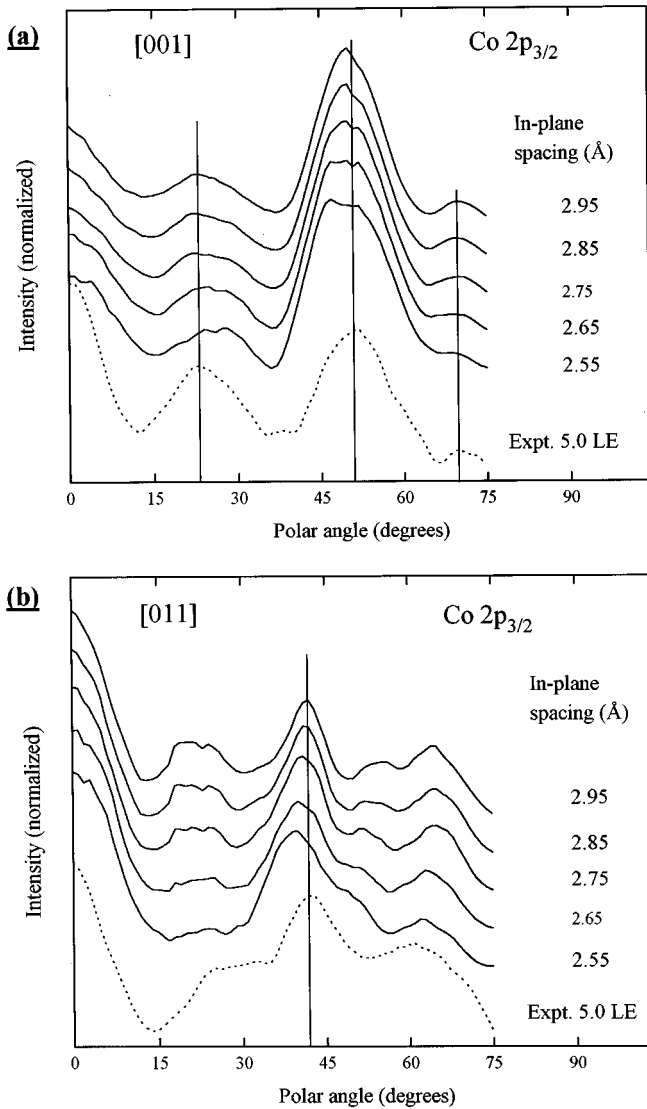 (a)
[001]
Co 2p3/2
In-plane
spacing (Å)
2.95
2.85
2.75
2.65
2.55
Expt. 5.0 LE
Intensity (normalized)
0 15 30 45 60 75 90
Polar angle (degrees)
(b)
[011]
Co 2p3/2
In-plane
spacing (Å)
2.95
2.85
2.75
2.65
2.55
Expt. 5.0 LE
Intensity (normalized)
0 15 30 45 60 75 90
Polar angle (degrees)